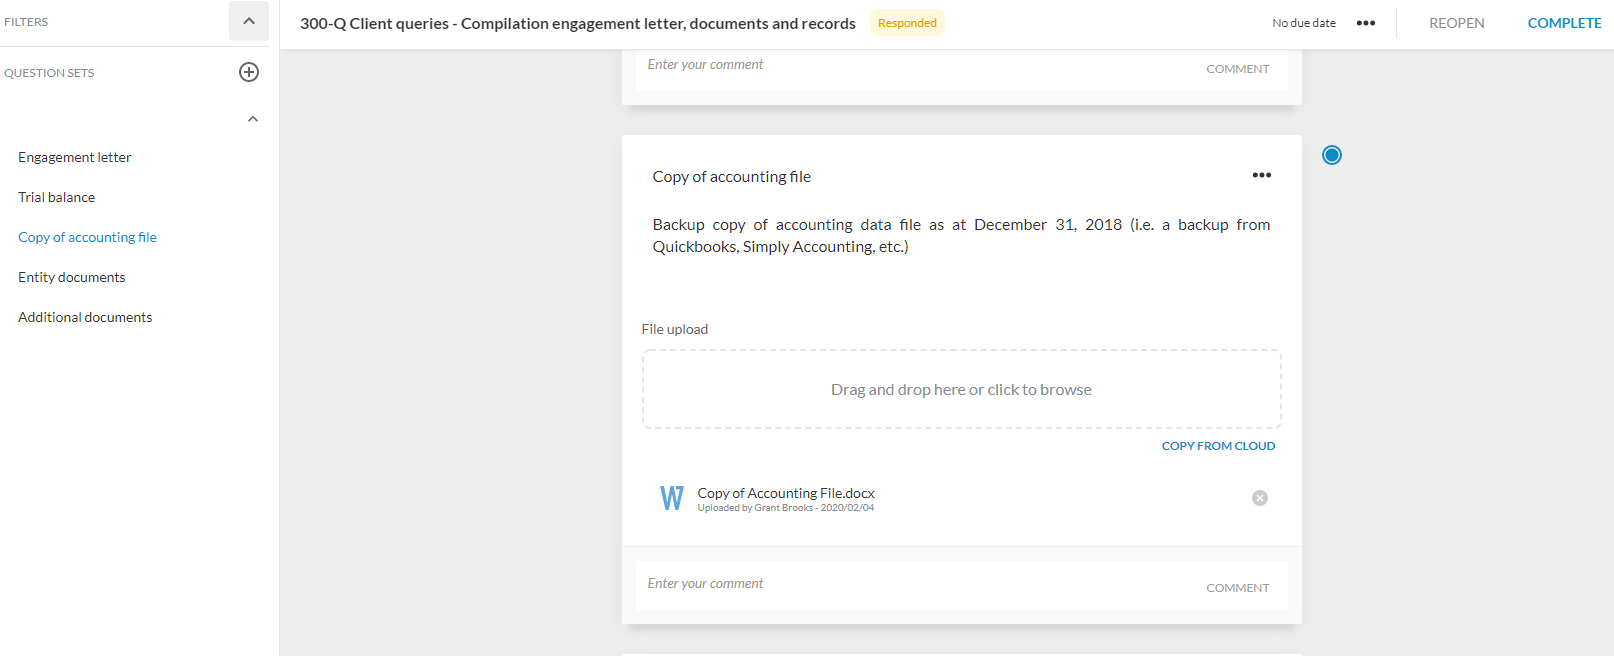 FILTERS
300-Q Client queries - Compilation engagement letter, documents and records
Responded
No due date
REOPEN
COMPLETE
QUESTION SETS
Engagement letter
Trial balance
Copy of accounting file
Entity documents
Additional documents
Enter your comment
COMMENT
Copy of accounting file
Backup copy of accounting data file as at December 31, 2018 (i.e. a backup from
Quickbooks, Simply Accounting, etc.)
File upload
Drag and drop here or click to browse
COPY FROM CLOUD
W
Copy of Accounting File.docx
Uploaded by Grant Brooks - 2020/02/04
Enter your comment
COMMENT